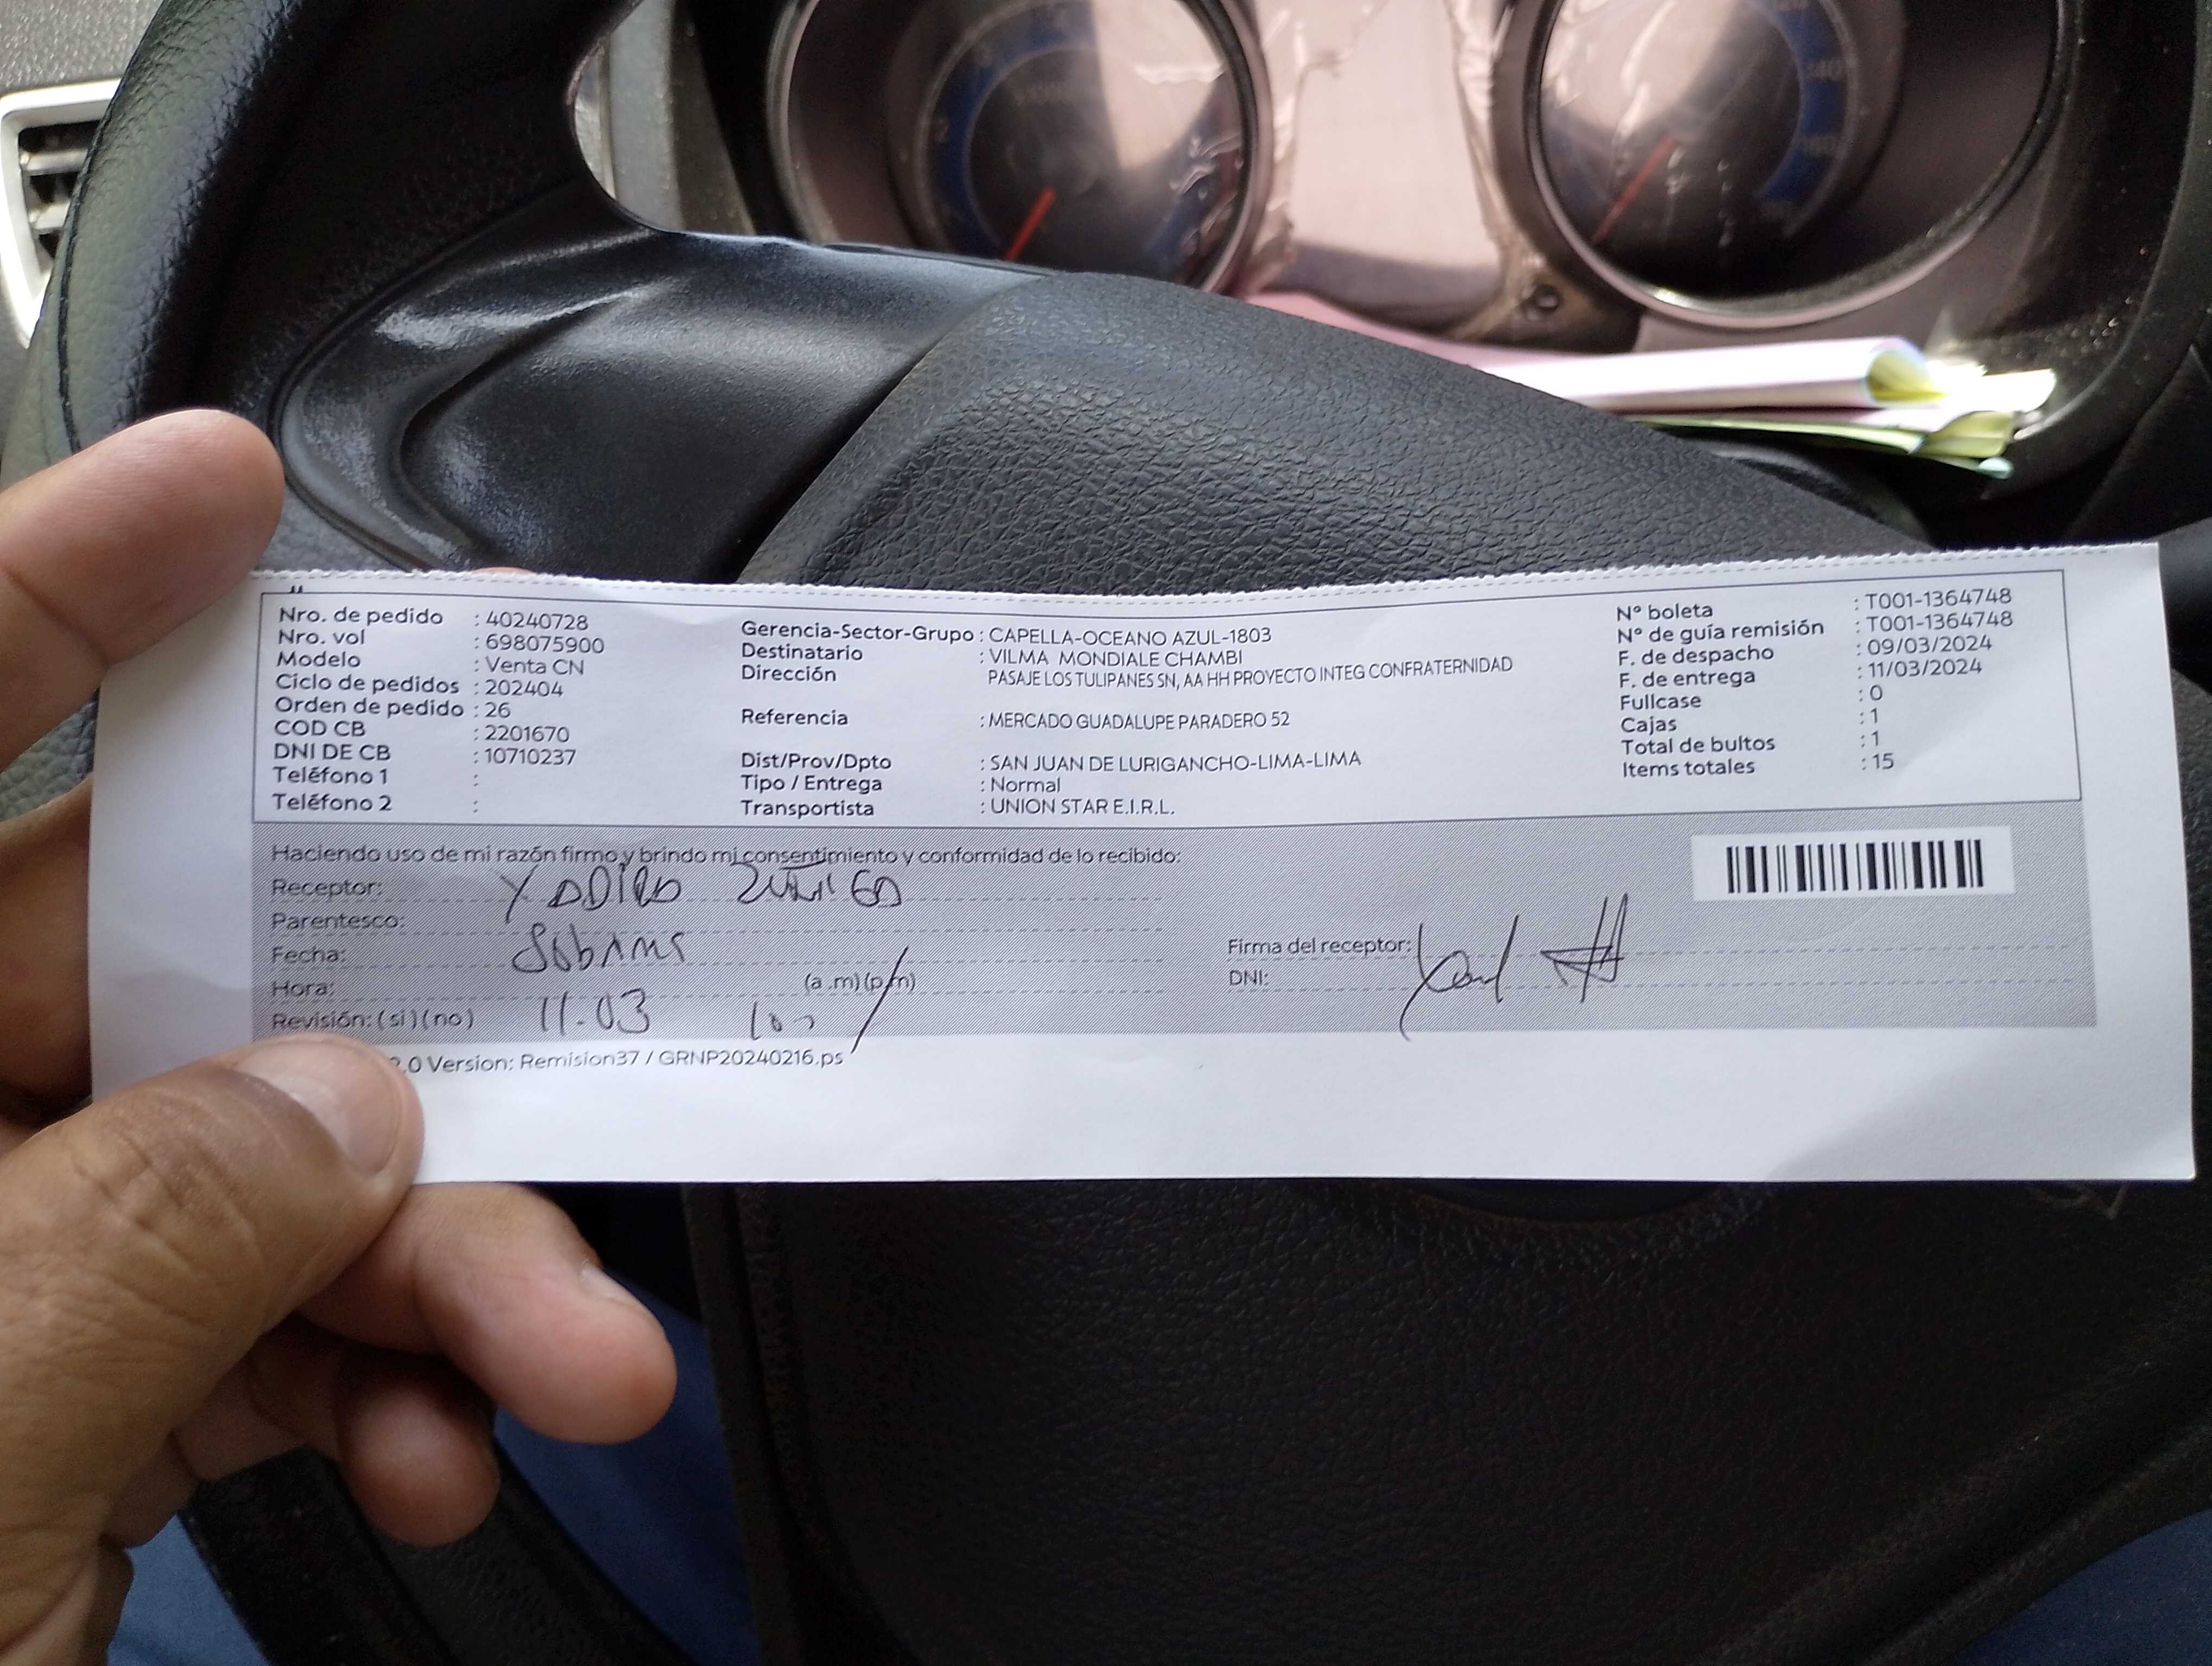 Nro. de pedido : 40240728
Nro. vol : 698075900
Modelo : Venta CN
Ciclo de pedidos : 202404
Orden de pedido : 26
COD CB : 2201670
DNI DE CB : 10710237
Teléfono 1 :
Teléfono 2 :
Gerencia-Sector-Grupo : CAPELLA-OCEANO AZUL-1803
Destinatario : VILMA MONDIALE CHAMBI
Dirección PASAJE LOS TULIPANES SN, AA HH PROYECTO INTEG CONFRATERNIDAD
Referencia : MERCADO GUADALUPE PARADERO 52
Dist/Prov/Dpto : SAN JUAN DE LURIGANCHO-LIMA-LIMA
Tipo / Entrega : Normal
Transportista : UNION STAR E.I.R.L.
N° boleta : T001-1364748
N° de guía remisión : T001-1364748
F. de despacho : 09/03/2024
F. de entrega : 11/03/2024
Fullcase : 0
Cajas : 1
Total de bultos : 1
Items totales : 15
Haciendo uso de mi razón firmo y brindo mi consentimiento y conformidad de lo recibido:
Receptor:
Parentesco:
Fecha:
Hora: (a .m) (p.m)
Revisión: (si) (no) 11.03
Firma del receptor:
DNI:
2.0 Version: Remision37 / GRNP20240216.ps